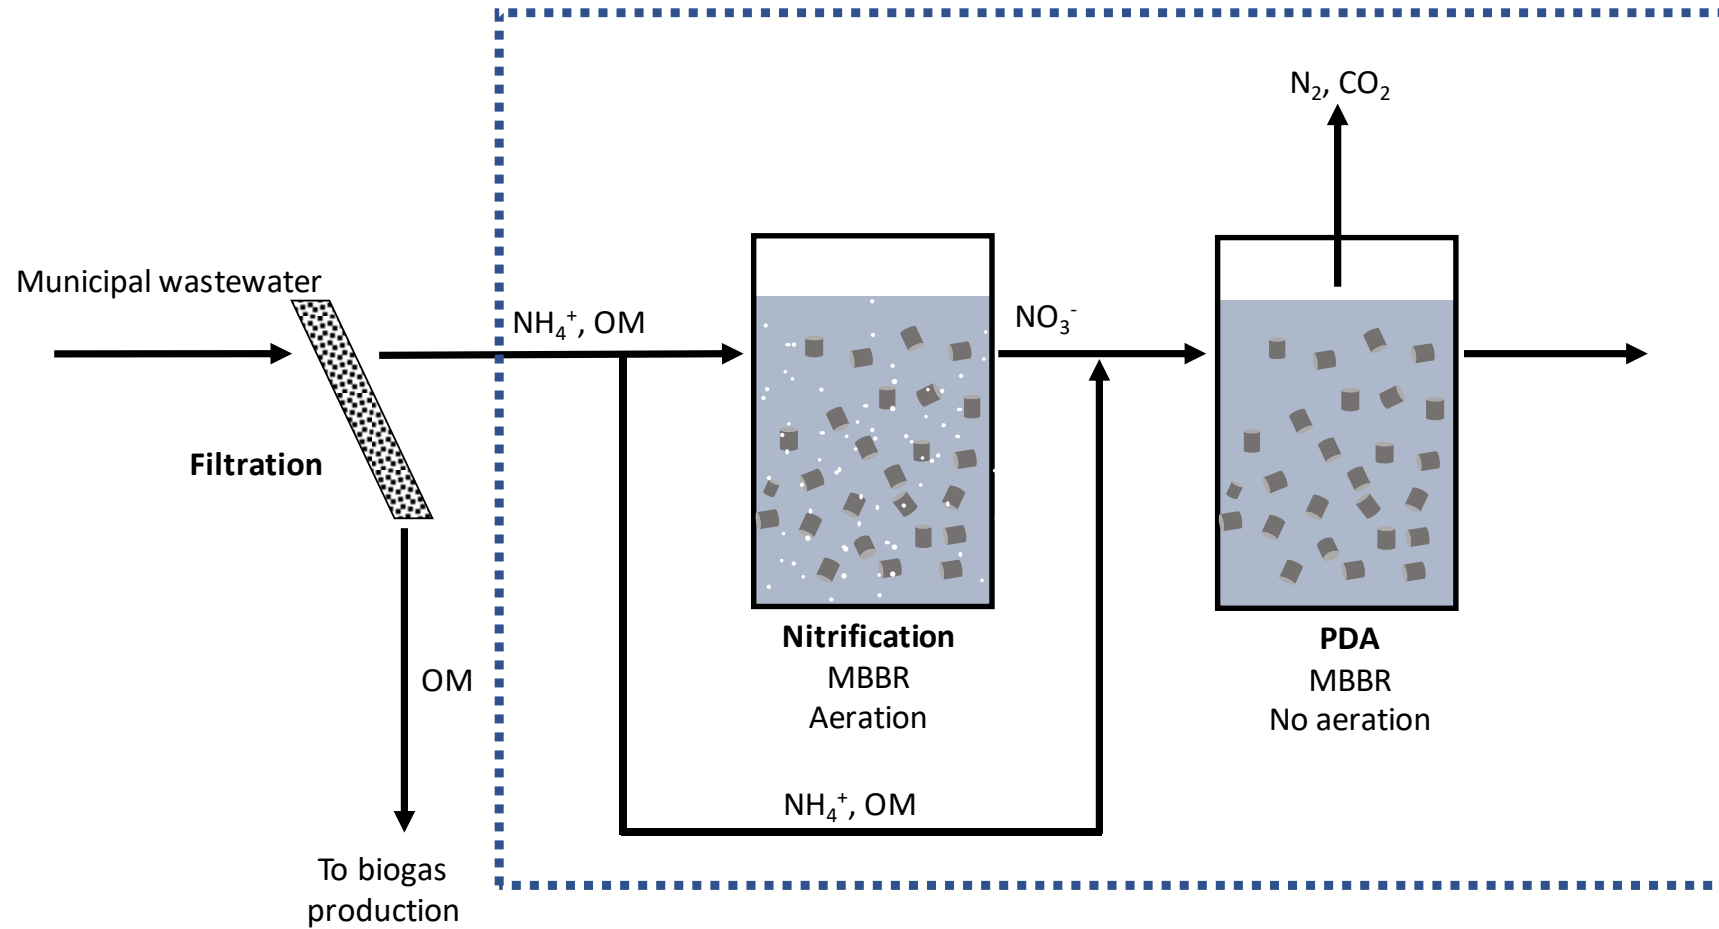 N₂, CO₂
Municipal wastewater
NH₄⁺, OM
NO₃⁻
Filtration
Nitrification
MBBR
Aeration
PDA
MBBR
No aeration
OM
NH₄⁺, OM
To biogas
production